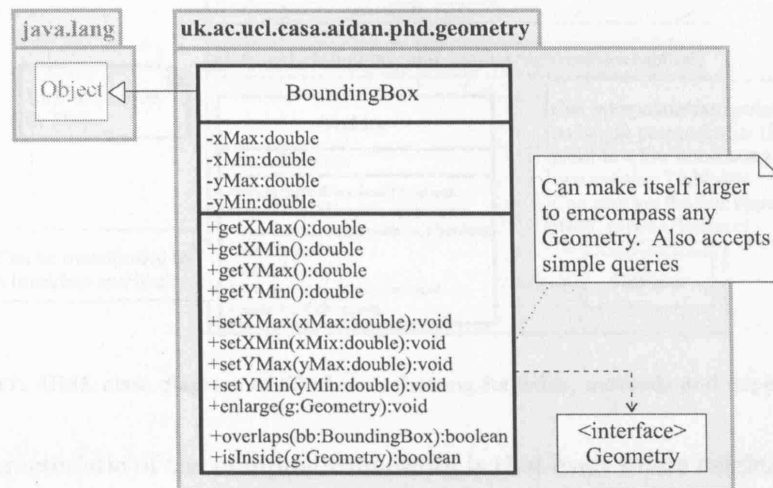 java.lang
uk.ac.ucl.casa.aidan.phd.geometry
Object
BoundingBox
-xMax:double
-xMin:double
-yMax:double
-yMin:double
+getXMax():double
+getXMin():double
+getYMax():double
+getYMin():double
+setXMax(xMax:double):void
+setXMin(xMix:double):void
+setYMax(yMax:double):void
+setYMin(yMin:double):void
+enlarge(g:Geometry):void
+overlaps(bb:BoundingBox):boolean
+isInside(g:Geometry):boolean
Can make itself larger
to emcompass any
Geometry. Also accepts
simple queries
<interface>
Geometry